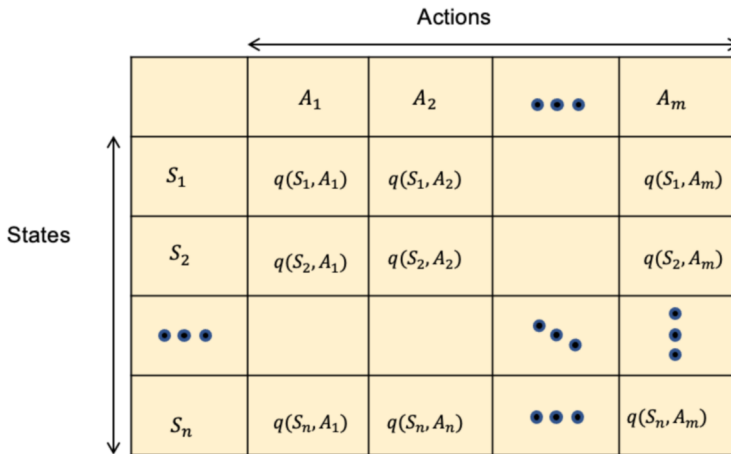 Actions
A₁ A₂ ••• Aₘ
S₁ q(S₁, A₁) q(S₁, A₂) q(S₁, Aₘ)
States
S₂ q(S₂, A₁) q(S₂, A₂) q(S₂, Aₘ)
•••
Sₙ q(Sₙ, A₁) q(Sₙ, Aₙ) ••• q(Sₙ, Aₘ)